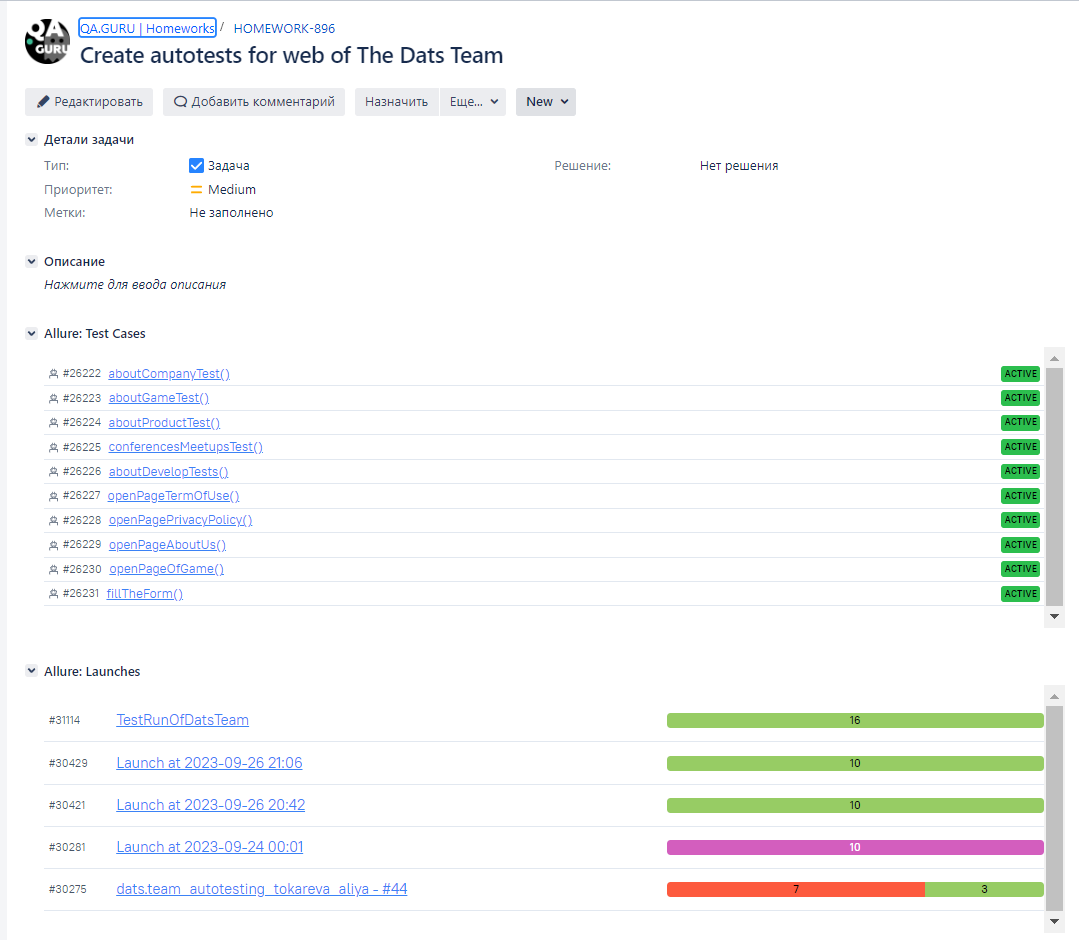 QA GURU
QA.GURU | Homeworks / HOMEWORK-896
Create autotests for web of The Dats Team
Редактировать Добавить комментарий Назначить Еще... New
Детали задачи
Тип: Задача Решение: Нет решения
Приоритет: Medium
Метки: Не заполнено
Описание
Нажмите для ввода описания
Allure: Test Cases
#26222 aboutCompanyTest() ACTIVE
#26223 aboutGameTest() ACTIVE
#26224 aboutProductTest() ACTIVE
#26225 conferencesMeetupsTest() ACTIVE
#26226 aboutDevelopTests() ACTIVE
#26227 openPageTermOfUse() ACTIVE
#26228 openPagePrivacyPolicy() ACTIVE
#26229 openPageAboutUs() ACTIVE
#26230 openPageOfGame() ACTIVE
#26231 fillTheForm() ACTIVE
Allure: Launches
#31114 TestRunOfDatsTeam 16
#30429 Launch at 2023-09-26 21:06 10
#30421 Launch at 2023-09-26 20:42 10
#30281 Launch at 2023-09-24 00:01 10
#30275 dats.team_autotesting_tokareva_aliya - #44 7 3